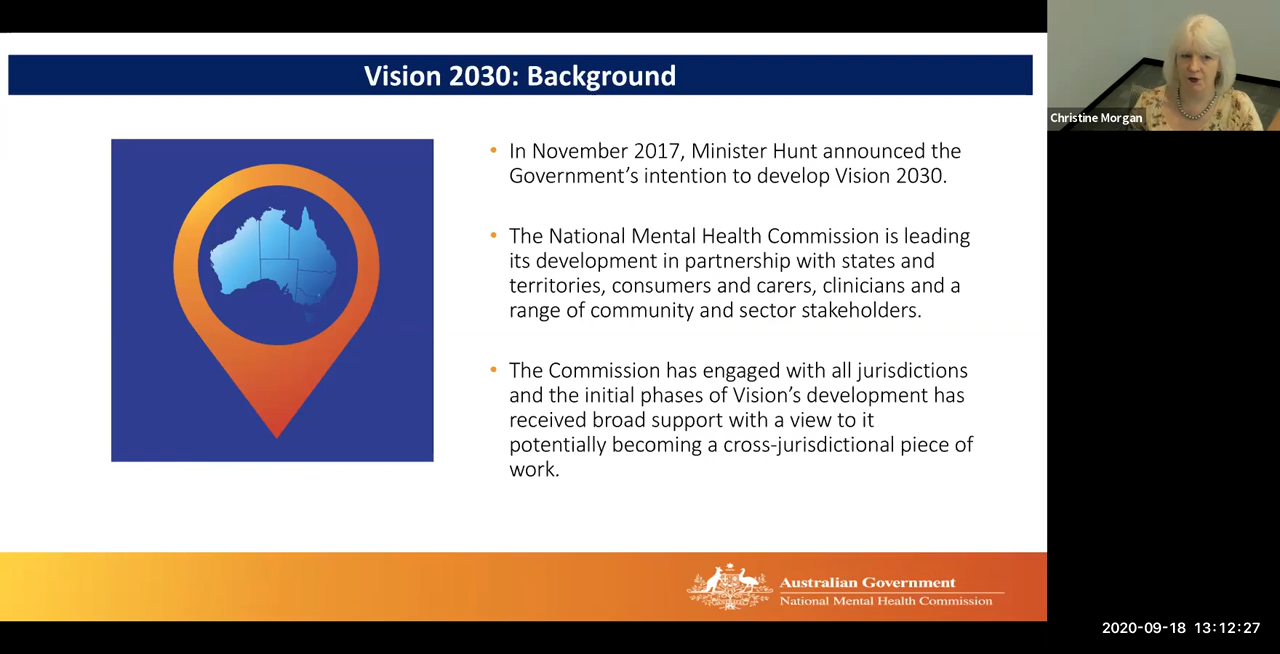 Vision 2030: Background
Christine Morgan
• In November 2017, Minister Hunt announced the
Government’s intention to develop Vision 2030.
• The National Mental Health Commission is leading
its development in partnership with states and
territories, consumers and carers, clinicians and a
range of community and sector stakeholders.
• The Commission has engaged with all jurisdictions
and the initial phases of Vision’s development has
received broad support with a view to it
potentially becoming a cross-jurisdictional piece of
work.
Australian Government
National Mental Health Commission
2020-09-18 13:12:27